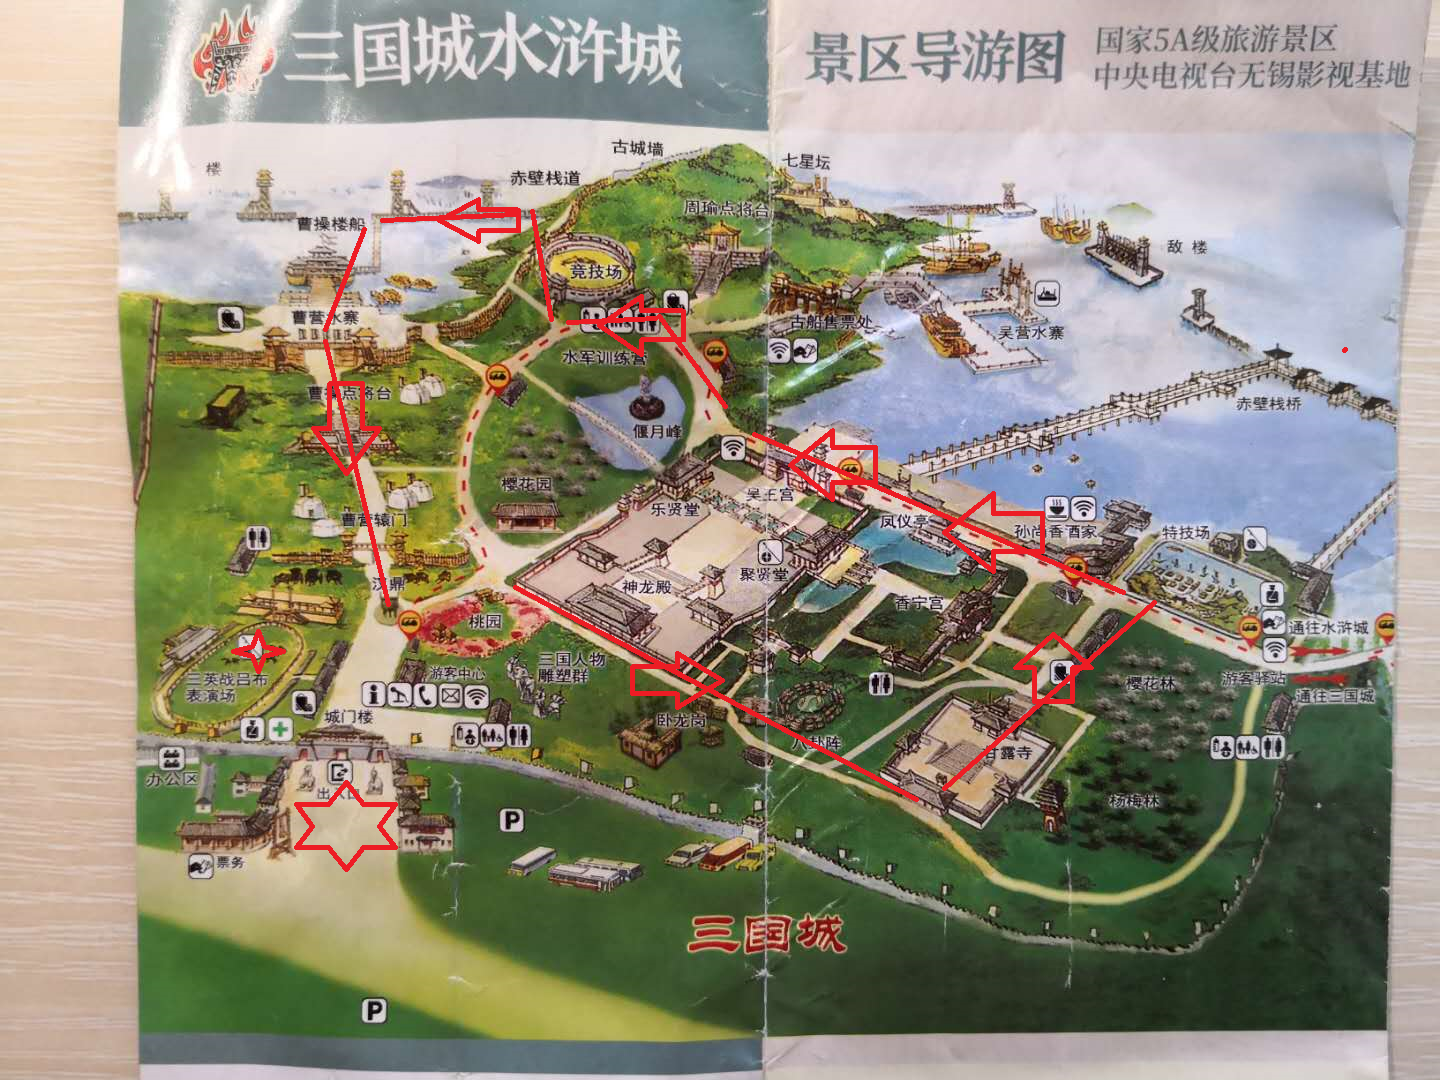 三国城水浒城
景区导游图
国家5A级旅游景区
中央电视台无锡影视基地
古城墙
七星坛
楼
赤壁栈道
周瑜点将台
曹操楼船
敌楼
竞技场
曹营水寨
古船售票处
吴营水寨
水军训练营
曹操点将台
赤壁栈桥
偃月峰
樱花园
吴王宫
乐贤堂
曹营辕门
凤仪亭
孙尚香酒家
特技场
聚贤堂
汉鼎
神龙殿
香宁宫
桃园
通往水浒城
三国人物
雕塑群
游客中心
三英战吕布
表演场
樱花林
游客驿站
通往三国城
城门楼
卧龙岗
八卦阵
甘露寺
办公区
杨梅林
票务
P
三国城
P